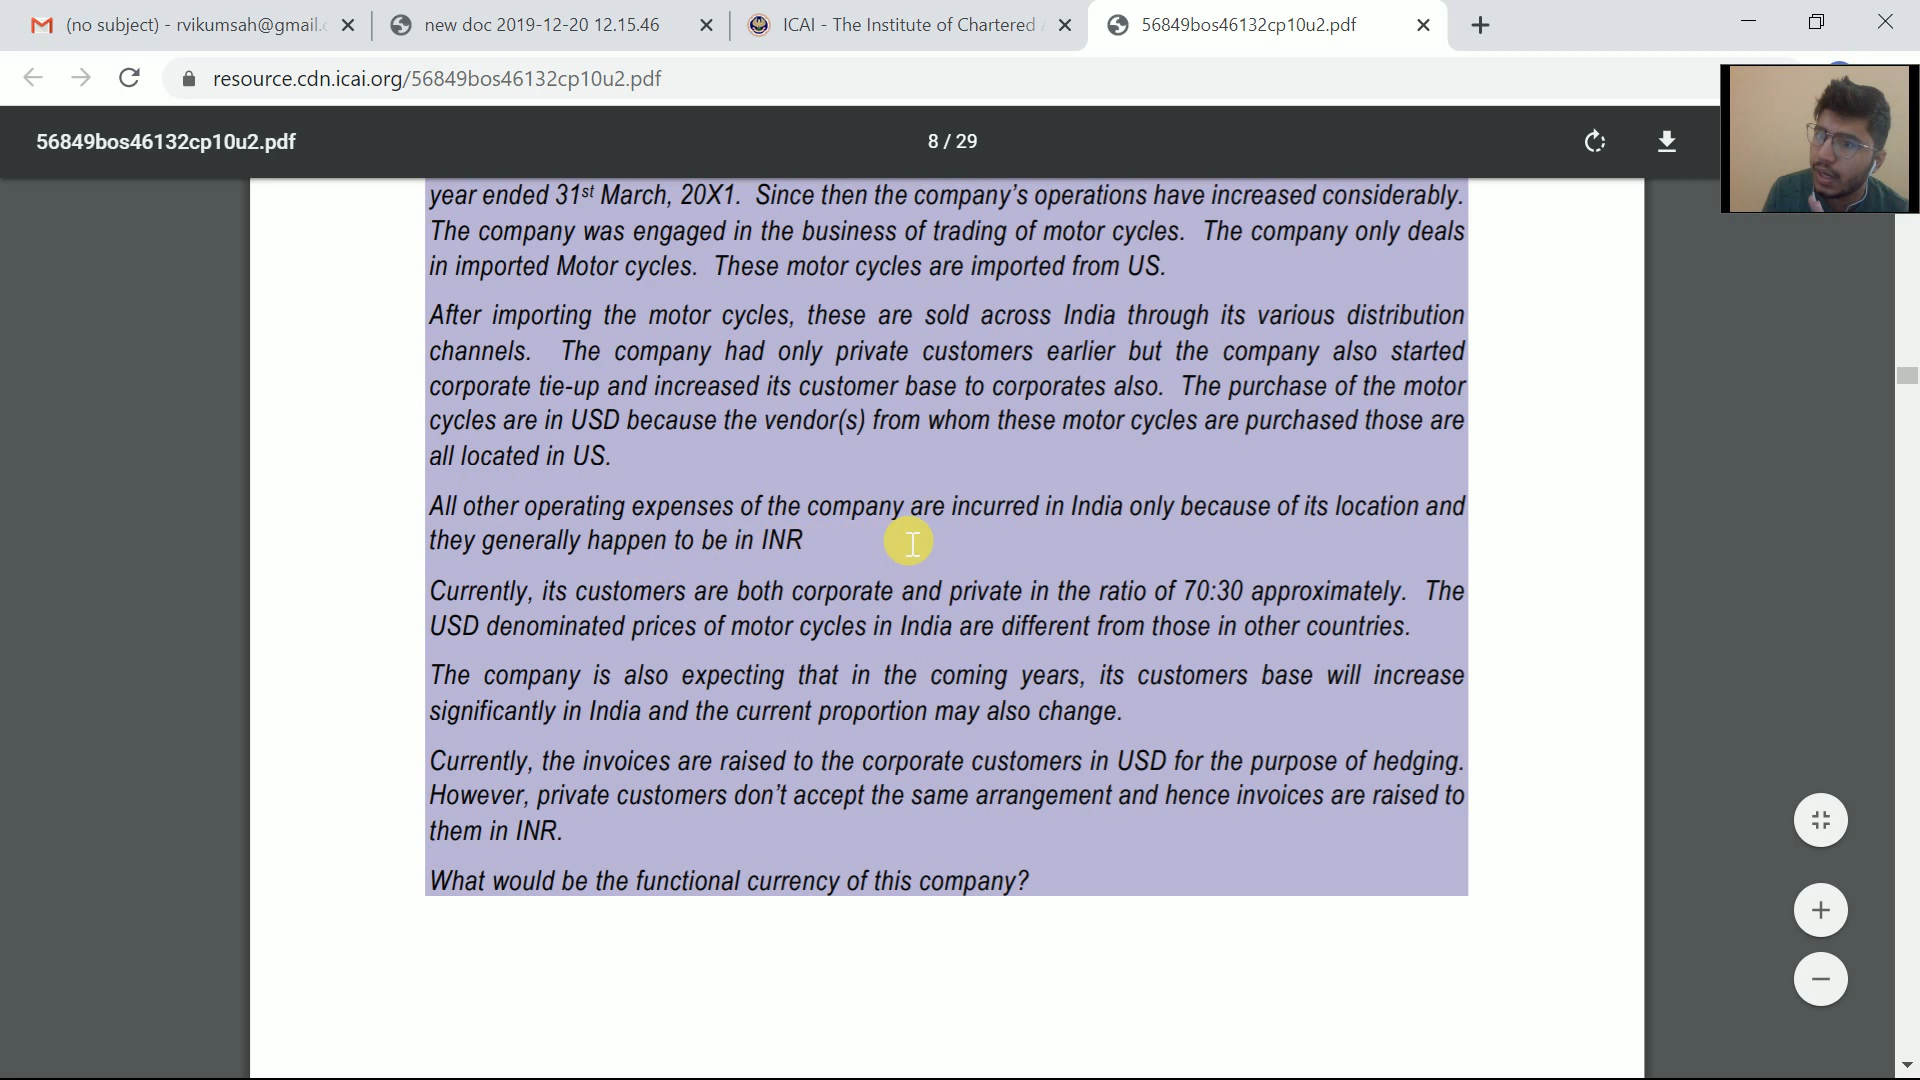 (no subject) - rvikumsah@gmail.
new doc 2019-12-20 12.15.46
ICAI - The Institute of Chartered
56849bos46132cp10u2.pdf
resource.cdn.icai.org/56849bos46132cp10u2.pdf
56849bos46132cp10u2.pdf
8 / 29
year ended 31st March, 20X1. Since then the company's operations have increased considerably.
The company was engaged in the business of trading of motor cycles. The company only deals
in imported Motor cycles. These motor cycles are imported from US.
After importing the motor cycles, these are sold across India through its various distribution
channels. The company had only private customers earlier but the company also started
corporate tie-up and increased its customer base to corporates also. The purchase of the motor
cycles are in USD because the vendor(s) from whom these motor cycles are purchased those are
all located in US.
All other operating expenses of the company are incurred in India only because of its location and
they generally happen to be in INR
Currently, its customers are both corporate and private in the ratio of 70:30 approximately. The
USD denominated prices of motor cycles in India are different from those in other countries.
The company is also expecting that in the coming years, its customers base will increase
significantly in India and the current proportion may also change.
Currently, the invoices are raised to the corporate customers in USD for the purpose of hedging.
However, private customers don't accept the same arrangement and hence invoices are raised to
them in INR.
What would be the functional currency of this company?